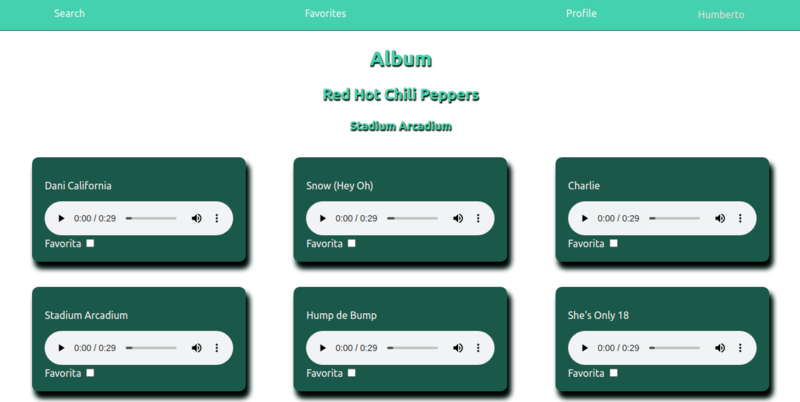 Search Favorites Profile Humberto
Album
Red Hot Chili Peppers
Stadium Arcadium
Dani California
0:00 / 0:29
Favorita
Snow (Hey Oh)
0:00 / 0:29
Favorita
Charlie
0:00 / 0:29
Favorita
Stadium Arcadium
0:00 / 0:29
Favorita
Hump de Bump
0:00 / 0:29
Favorita
She's Only 18
0:00 / 0:29
Favorita